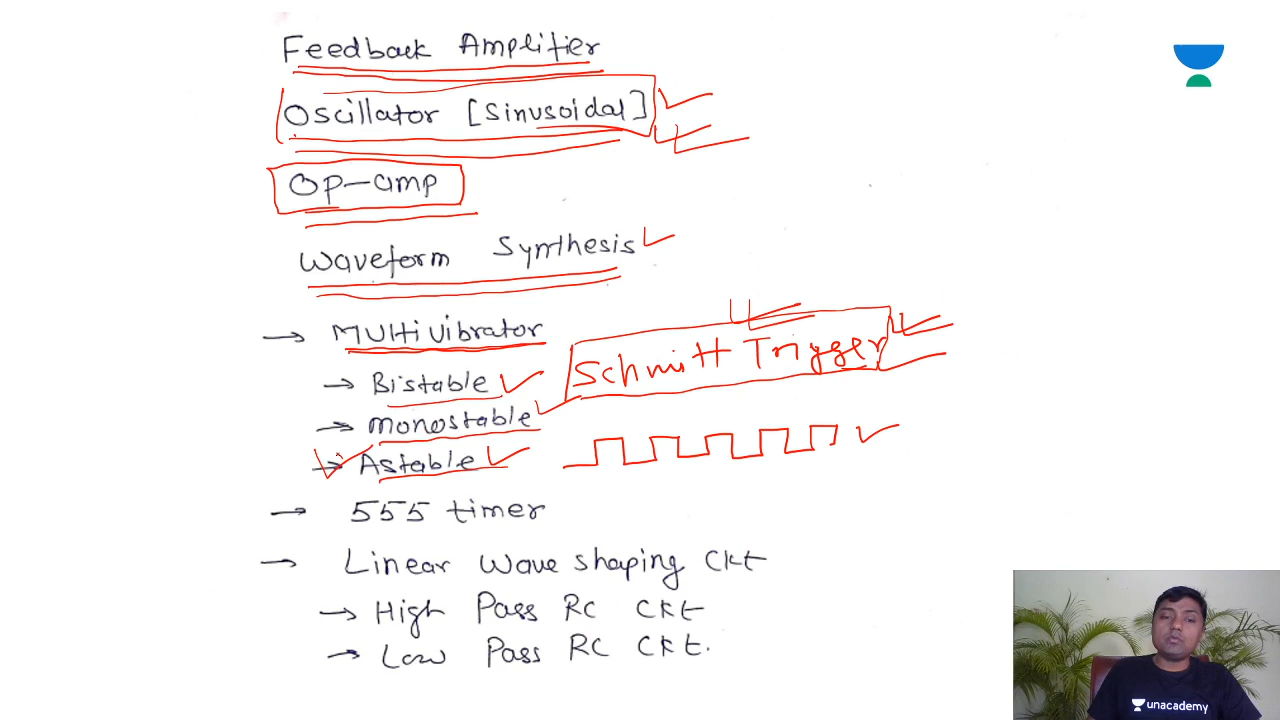 Feedback Amplifier
Oscillator [Sinusoidal]
Op-amp
Waveform Synthesis
→ Multivibrator
Schmitt Trigger
→ Bistable
→ monostable
→ Astable
→ 555 timer
→ Linear wave shaping Ckt
→ High Pass RC CKt
→ Low Pass RC CKt.
unacademy